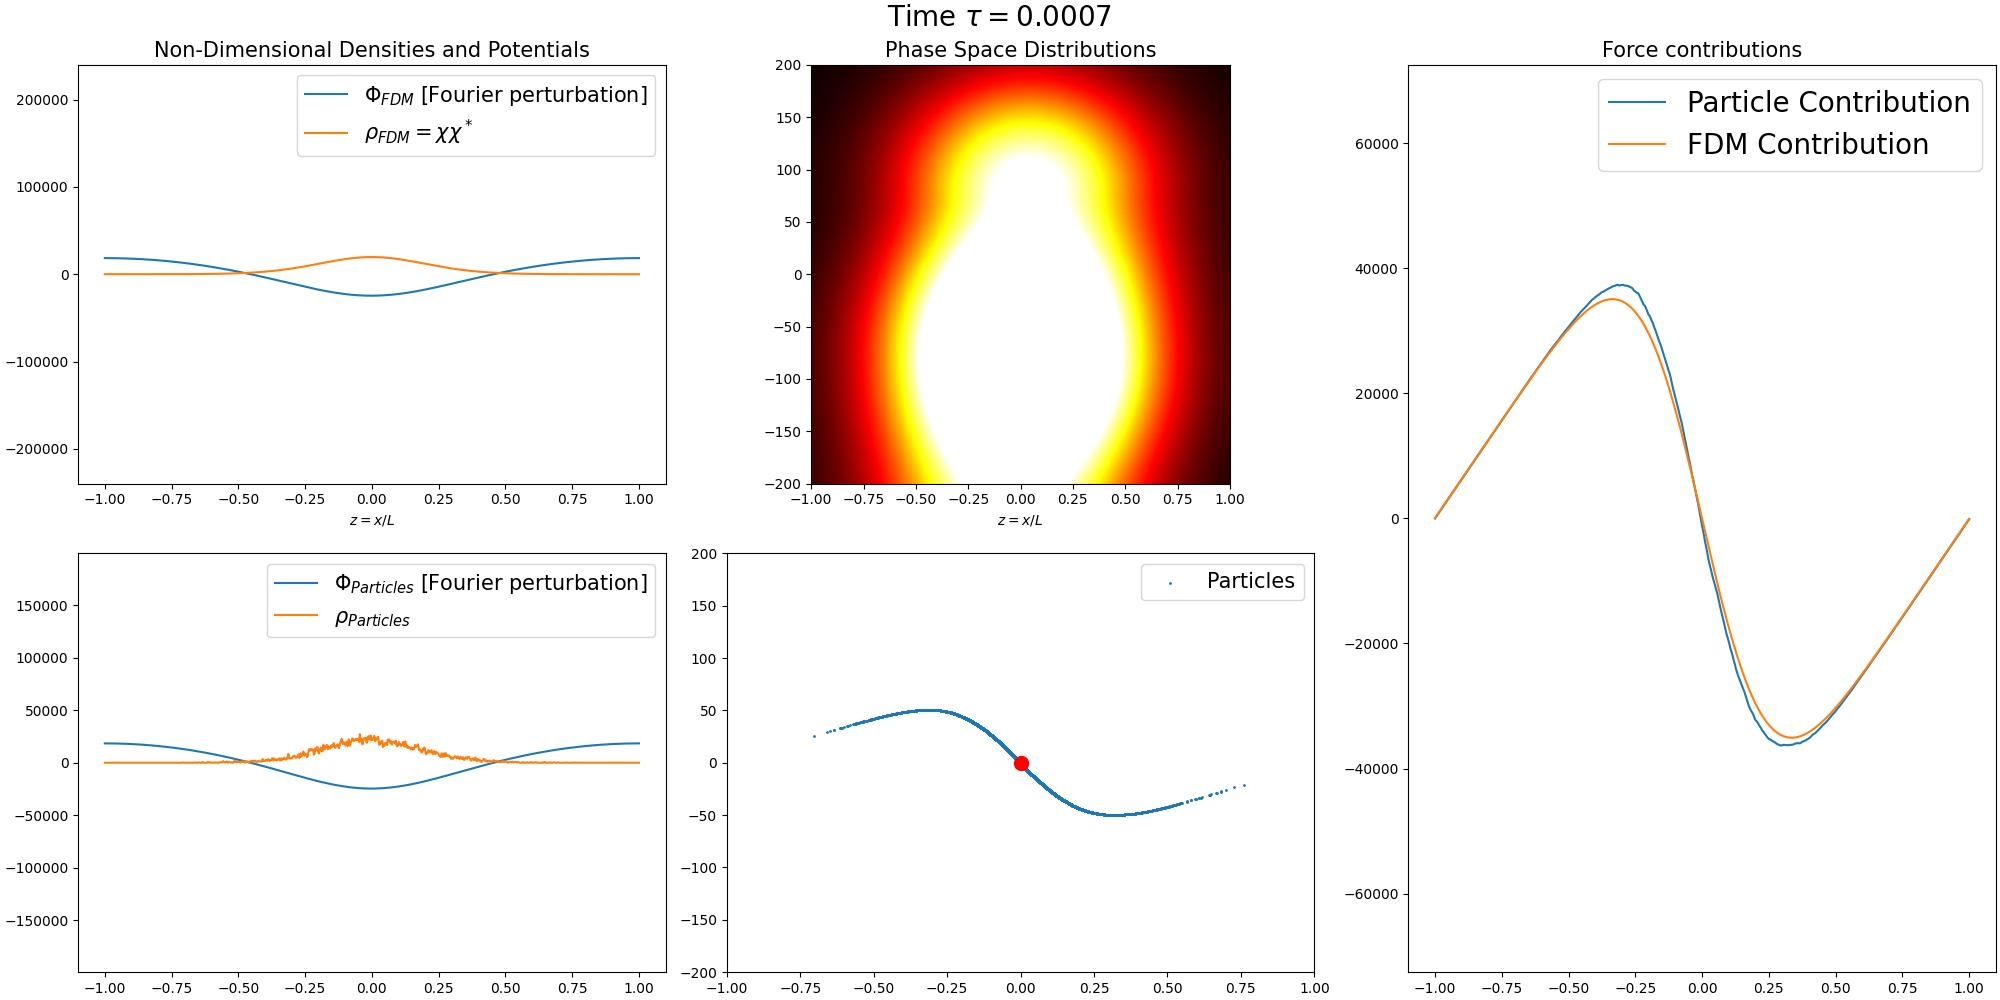 Time τ = 0.0007
Non-Dimensional Densities and Potentials
Φ_FDM [Fourier perturbation]
ρ_FDM = χχ*
200000
100000
0
−100000
−200000
−1.00 −0.75 −0.50 −0.25 0.00 0.25 0.50 0.75 1.00
z = x/L
Phase Space Distributions
200
150
100
50
0
−50
−100
−150
−200
−1.00 −0.75 −0.50 −0.25 0.00 0.25 0.50 0.75 1.00
z = x/L
Force contributions
Particle Contribution
FDM Contribution
60000
40000
20000
0
−20000
−40000
−60000
−1.00 −0.75 −0.50 −0.25 0.00 0.25 0.50 0.75 1.00
Φ_Particles [Fourier perturbation]
ρ_Particles
150000
100000
50000
0
−50000
−100000
−150000
−1.00 −0.75 −0.50 −0.25 0.00 0.25 0.50 0.75 1.00
Particles
200
150
100
50
0
−50
−100
−150
−200
−1.00 −0.75 −0.50 −0.25 0.00 0.25 0.50 0.75 1.00